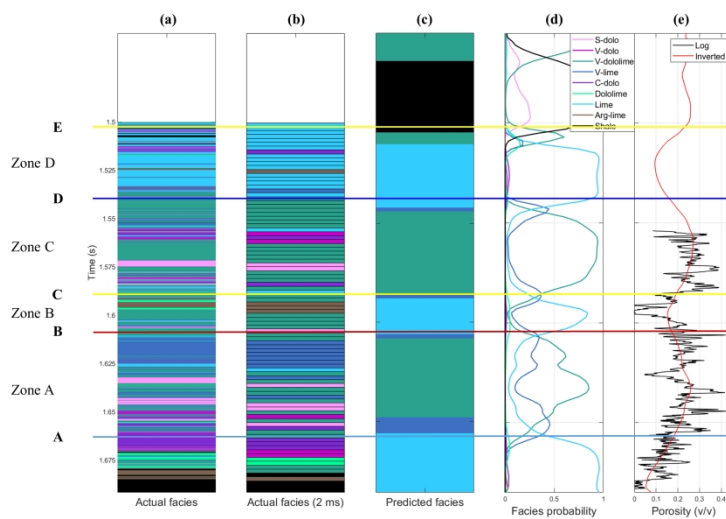 (a) (b) (c) (d) (e)
S-dolo
V-dolo
V-dololime
V-lime
C-dolo
Dololime
Lime
Arg-lime
Shale
Log
Inverted
1.5
E
Zone D
1.525
D
1.55
Zone C
Time (s)
1.575
C
Zone B
1.6
B
1.625
Zone A
1.65
A
1.675
0 0.5 1 0 0.1 0.2 0.3 0.4
Actual facies Actual facies (2 ms) Predicted facies Facies probability Porosity (v/v)